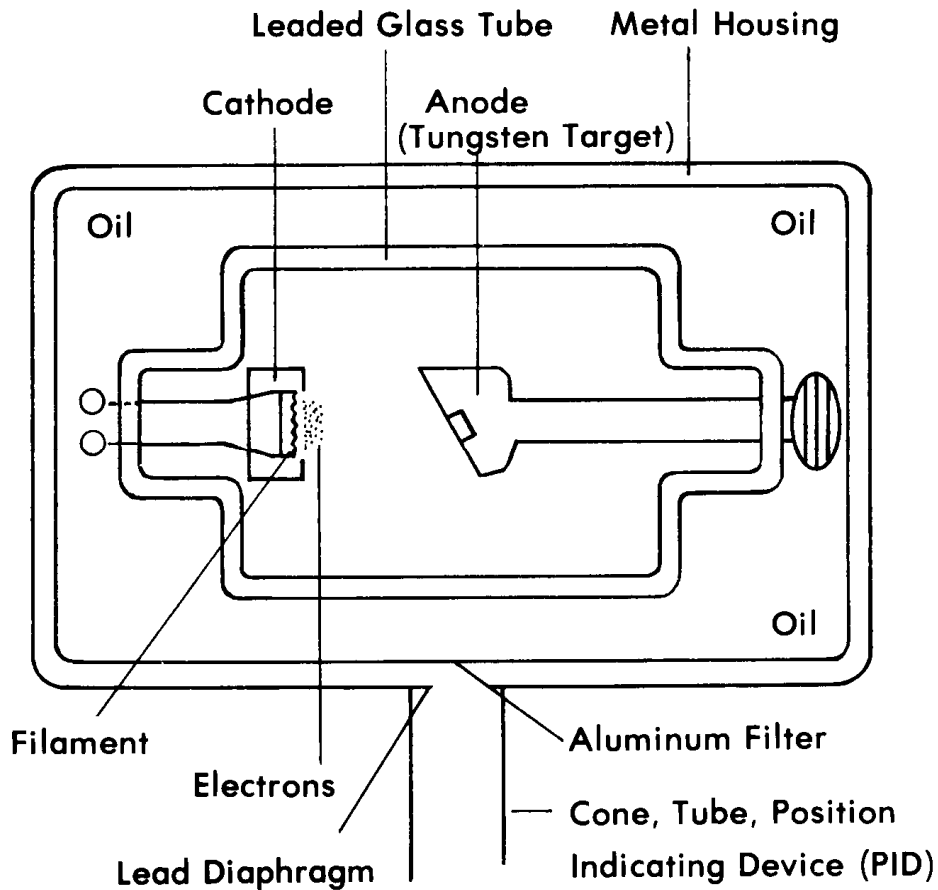 Leaded Glass Tube
Metal Housing
Cathode
Anode
(Tungsten Target)
Oil
Oil
Oil
Filament
Electrons
Lead Diaphragm
Aluminum Filter
Cone, Tube, Position
Indicating Device (PID)